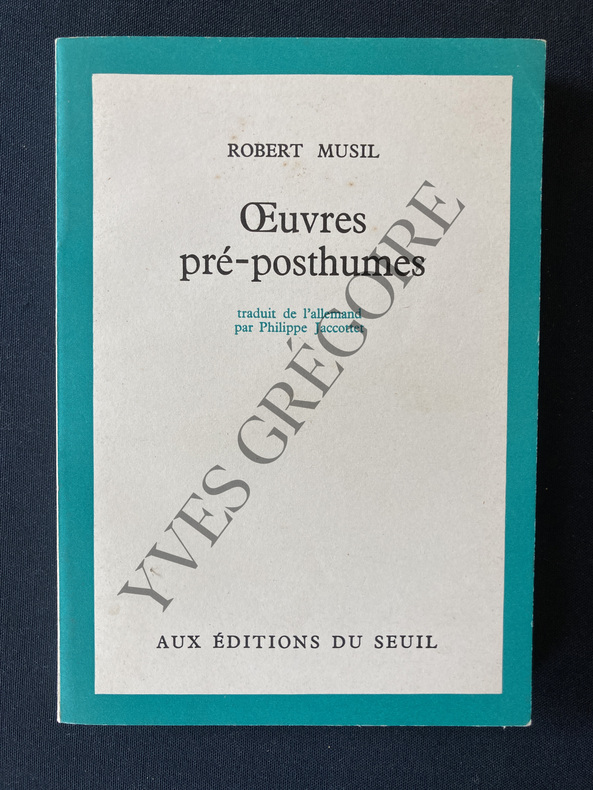 ROBERT MUSIL
Œuvres
pré-posthumes
traduit de l'allemand
par Philippe Jaccottet
YVES GRÉGOIRE
AUX ÉDITIONS DU SEUIL